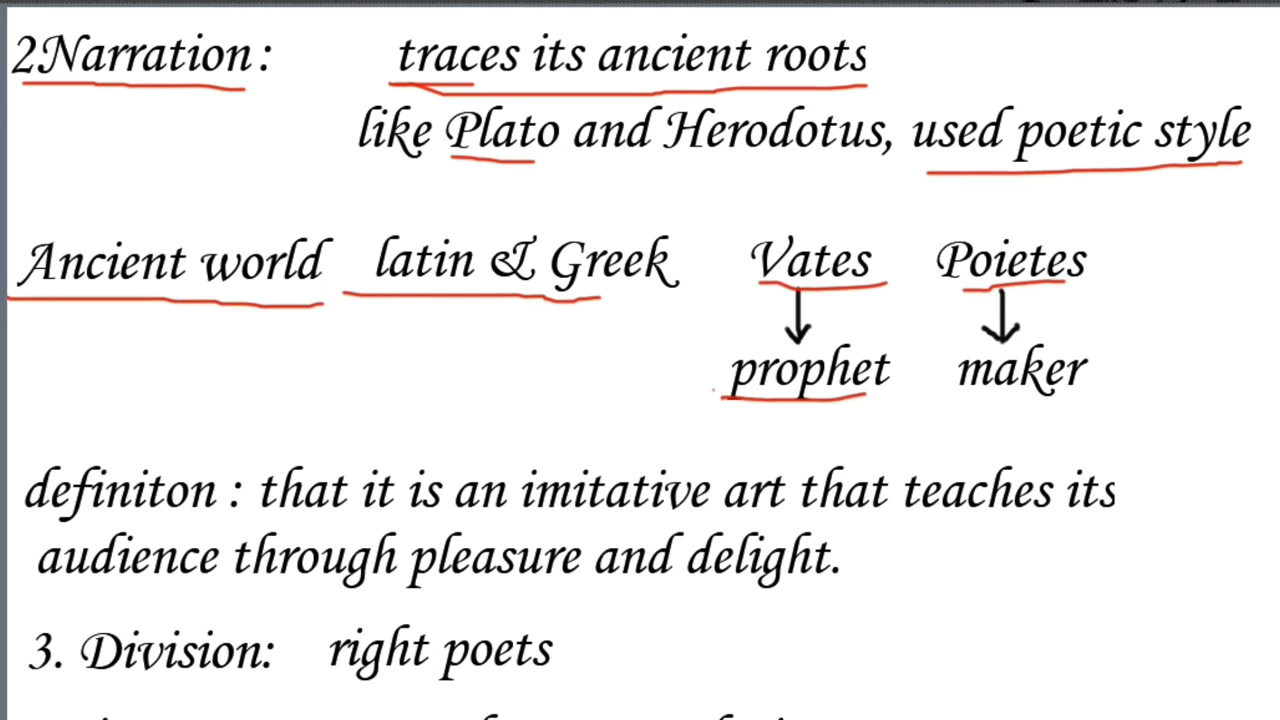 2Narration: traces its ancient roots
like Plato and Herodotus, used poetic style
Ancient world latin & Greek Vates Poietes
prophet maker
definiton : that it is an imitative art that teaches its
audience through pleasure and delight.
3. Division: right poets